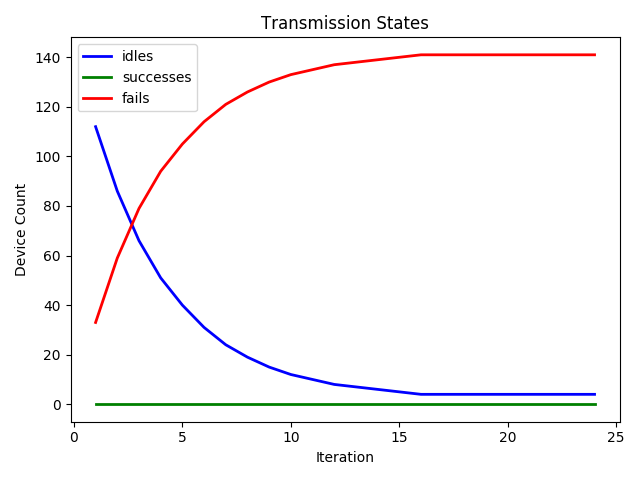 Transmission States
idles
successes
fails
Device Count
140
120
100
80
60
40
20
0
0 5 10 15 20 25
Iteration